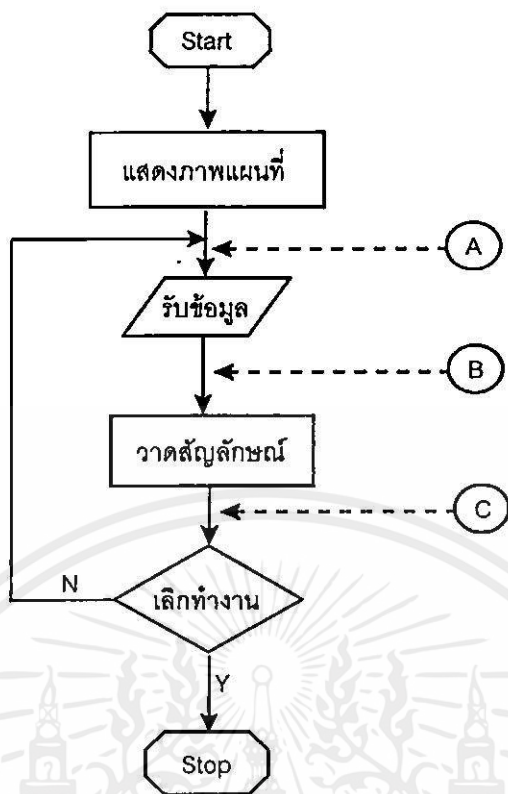 Start
แสดงภาพแผนที่
A
รับข้อมูล
B
วาดสัญลักษณ์
C
N
เลิกทำงาน
Y
Stop